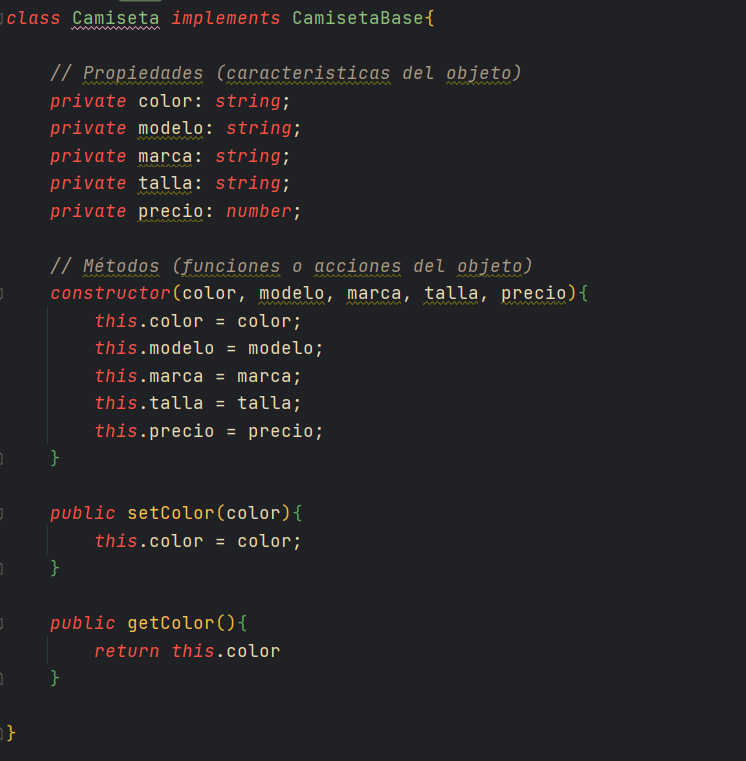 class Camiseta implements CamisetaBase{
// Propiedades (caracteristicas del objeto)
private color: string;
private modelo: string;
private marca: string;
private talla: string;
private precio: number;
// Métodos (funciones o acciones del objeto)
constructor(color, modelo, marca, talla, precio){
this.color = color;
this.modelo = modelo;
this.marca = marca;
this.talla = talla;
this.precio = precio;
}
public setColor(color){
this.color = color;
}
public getColor(){
return this.color
}
}